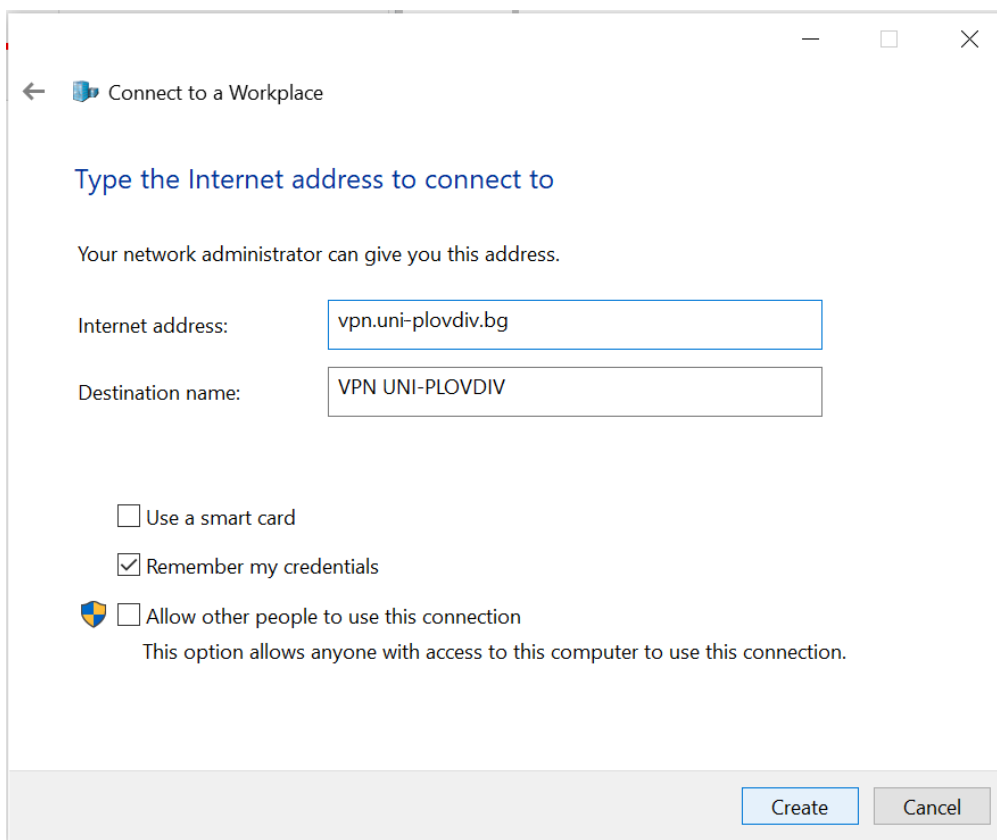 Connect to a Workplace
Type the Internet address to connect to
Your network administrator can give you this address.
Internet address: vpn.uni-plovdiv.bg
Destination name: VPN UNI-PLOVDIV
Use a smart card
Remember my credentials
Allow other people to use this connection
This option allows anyone with access to this computer to use this connection.
Create Cancel